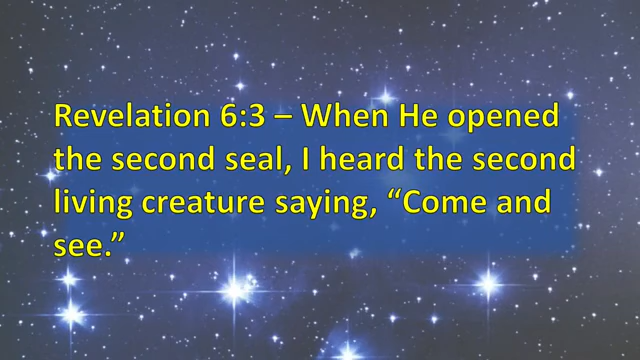 Revelation 6:3 – When He opened
the second seal, I heard the second
living creature saying, “Come and
see.”